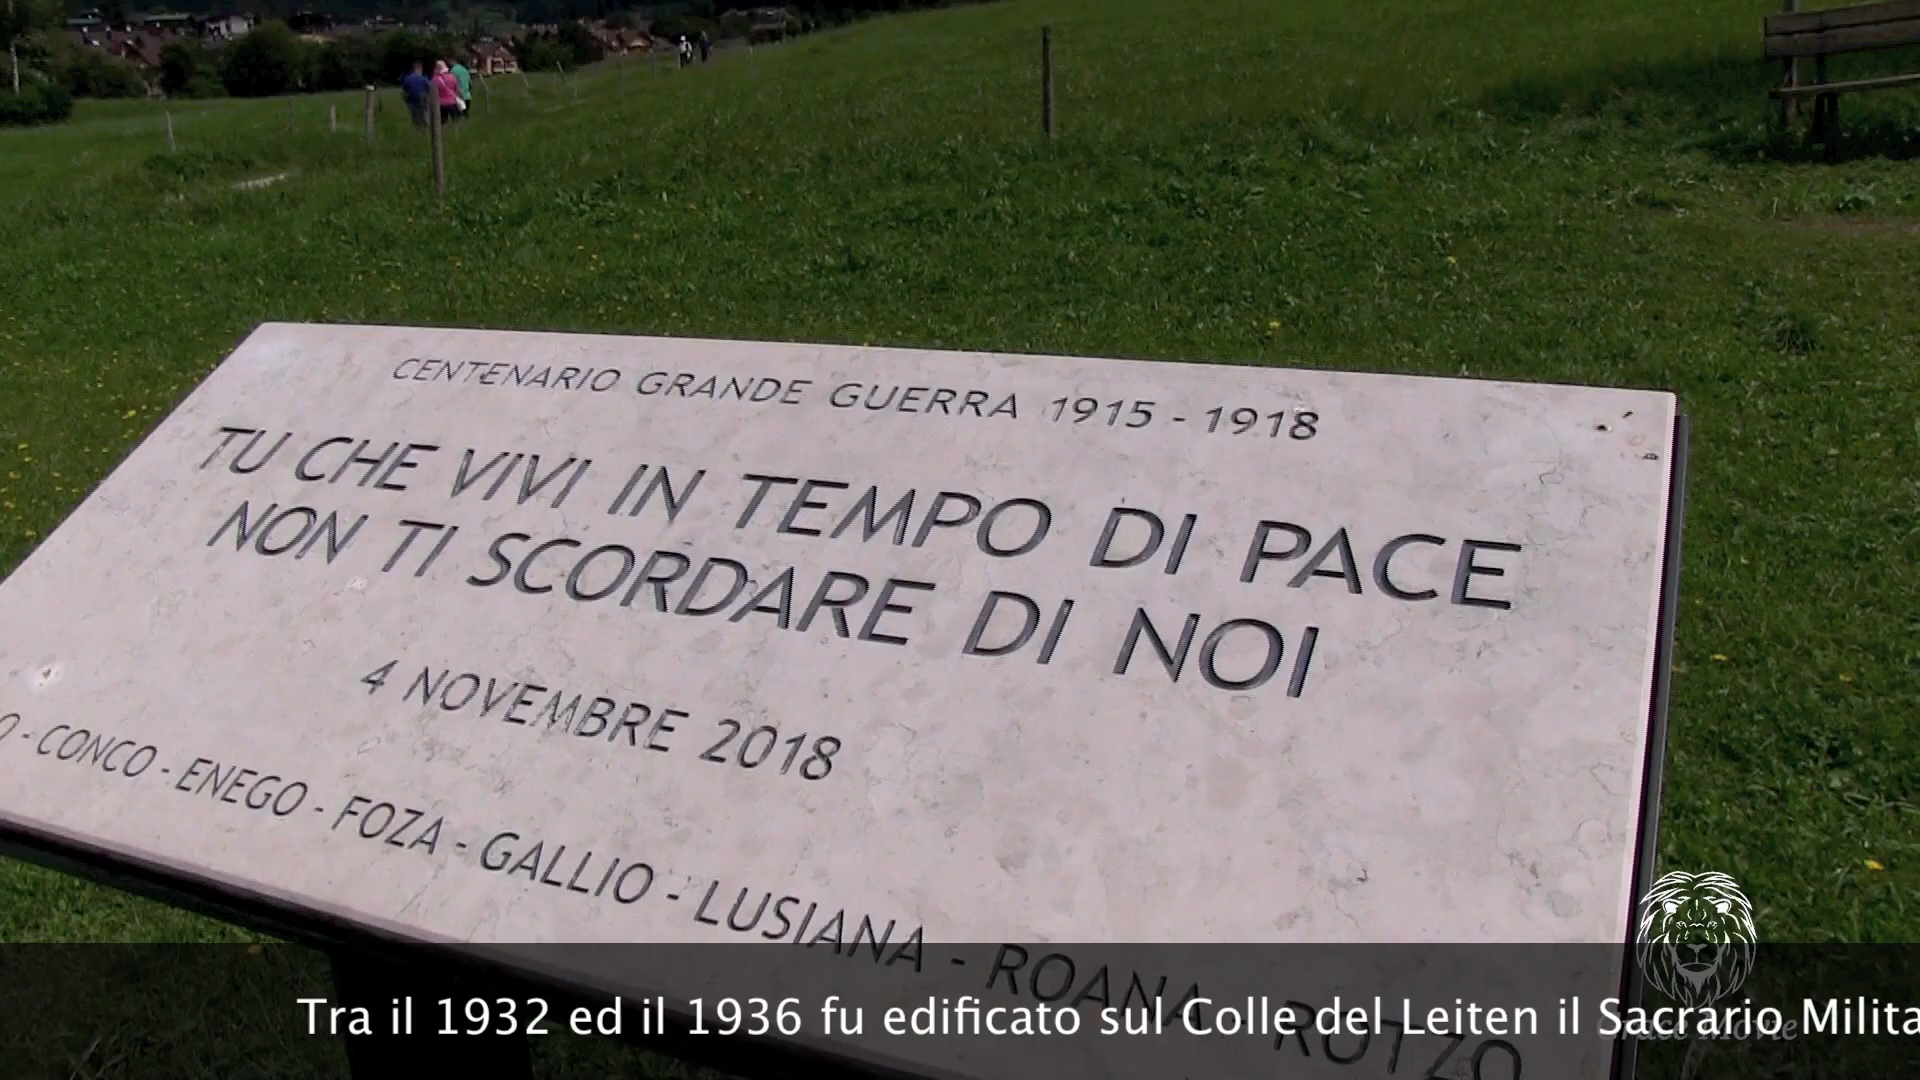 CENTENARIO GRANDE GUERRA 1915 - 1918
TU CHE VIVI IN TEMPO DI PACE
NON TI SCORDARE DI NOI
4 NOVEMBRE 2018
O - CONCO - ENEGO - FOZA - GALLIO - LUSIANA - ROANA - ROTZO
Tra il 1932 ed il 1936 fu edificato sul Colle del Leiten il Sacrario Milita